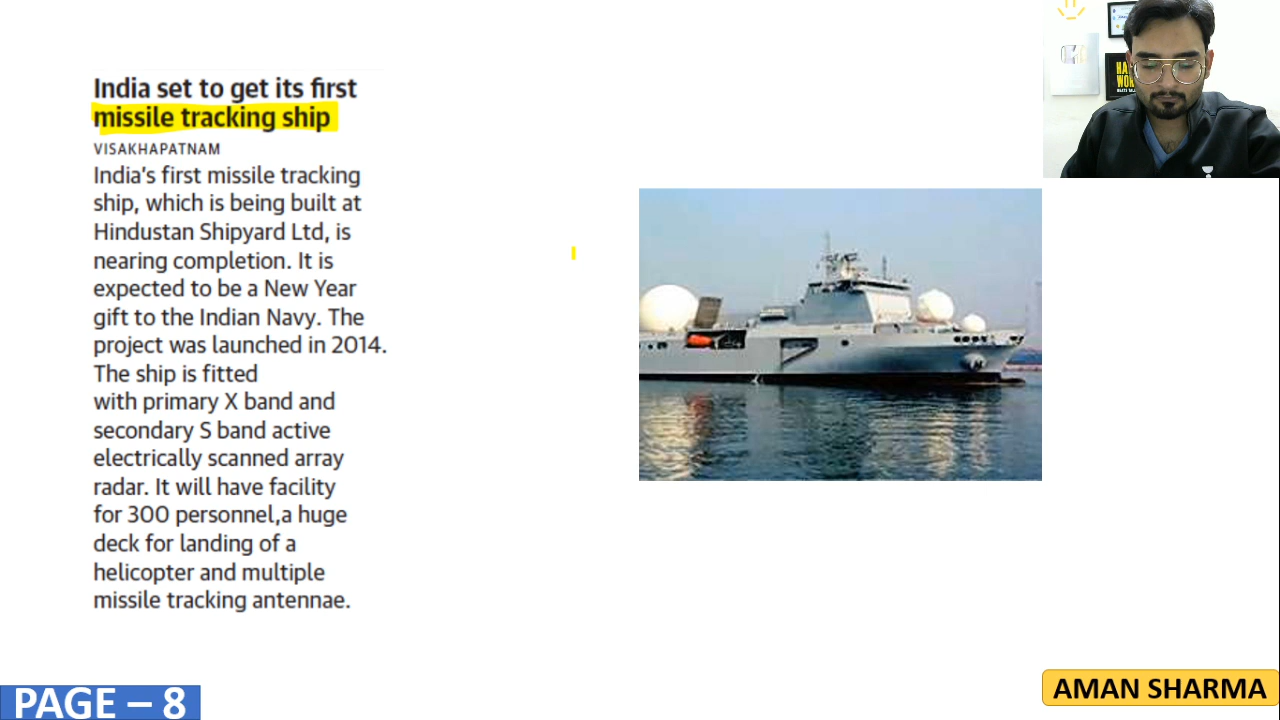 India set to get its first
missile tracking ship
VISAKHAPATNAM
India's first missile tracking
ship, which is being built at
Hindustan Shipyard Ltd, is
nearing completion. It is
expected to be a New Year
gift to the Indian Navy. The
project was launched in 2014.
The ship is fitted
with primary X band and
secondary S band active
electrically scanned array
radar. It will have facility
for 300 personnel,a huge
deck for landing of a
helicopter and multiple
missile tracking antennae.
PAGE – 8
AMAN SHARMA